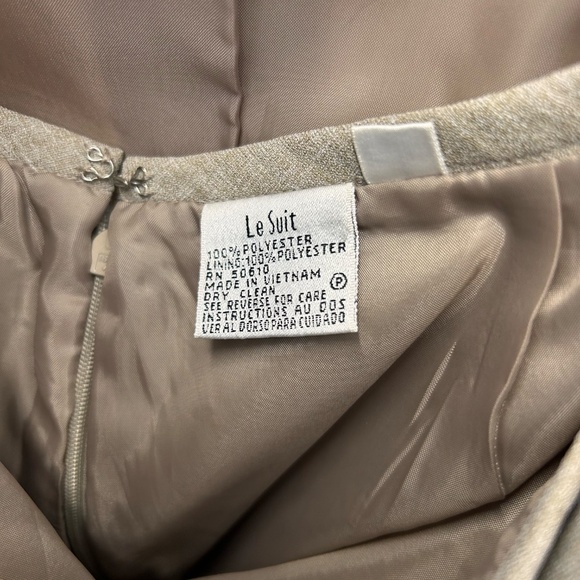 Le Suit
100% POLYESTER
LINING:100% POLYESTER
RN 50610
MADE IN VIETNAM
DRY CLEAN P
SEE REVERSE FOR CARE
INSTRUCTIONS AU DOS
VER AL DORSO PARA CUIDADO